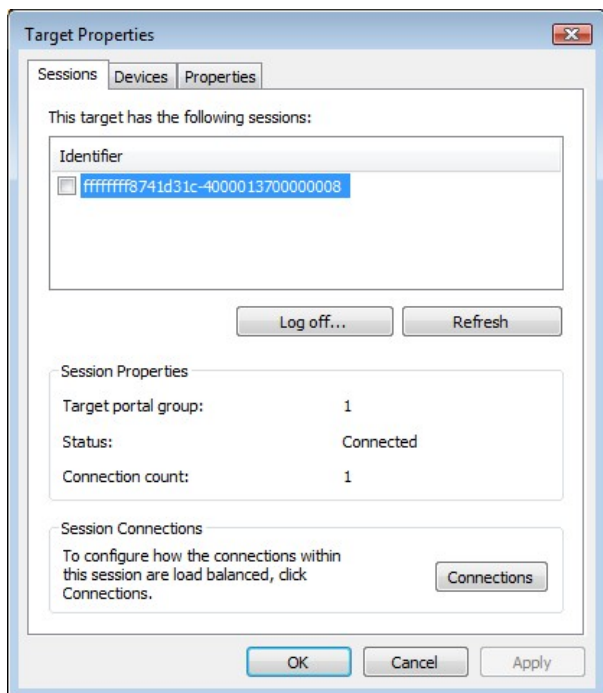 Target Properties
Sessions Devices Properties
This target has the following sessions:
Identifier
ffffffff8741d31c-4000013700000008
Log off... Refresh
Session Properties
Target portal group: 1
Status: Connected
Connection count: 1
Session Connections
To configure how the connections within
this session are load balanced, click
Connections.
Connections
OK Cancel Apply